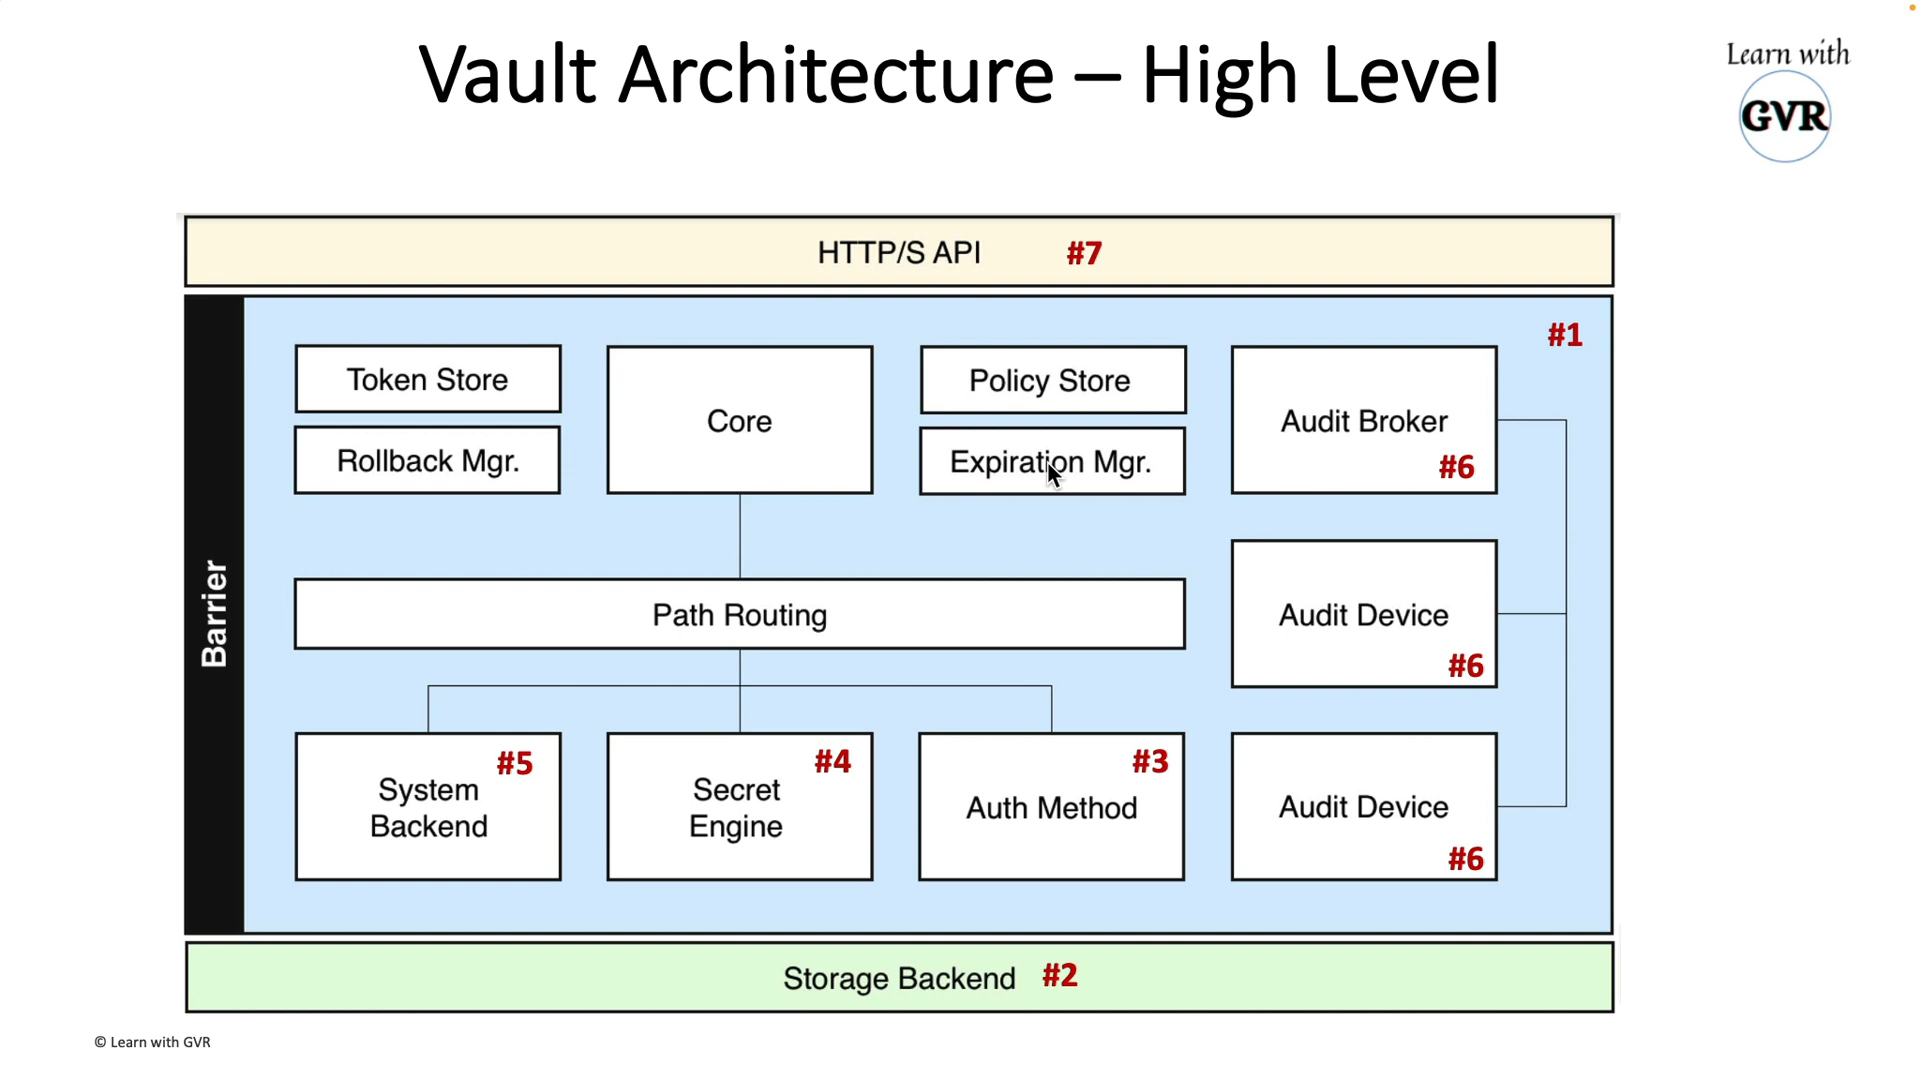 Vault Architecture – High Level
Learn with
GVR
HTTP/S API #7
#1
Token Store
Core
Policy Store
Audit Broker
#6
Rollback Mgr.
Expiration Mgr.
Barrier
Path Routing
Audit Device
#6
System
Backend
#5
Secret
Engine
#4
Auth Method
#3
Audit Device
#6
Storage Backend #2
© Learn with GVR